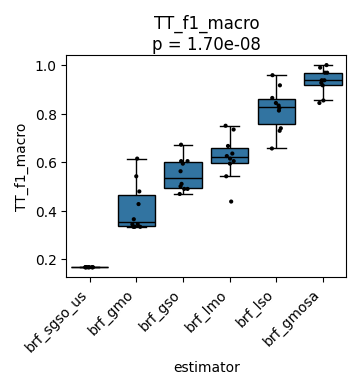 TT_f1_macro
p = 1.70e-08
TT_f1_macro
1.0
0.8
0.6
0.4
0.2
brf_sgso_us
brf_gmo
brf_gso
brf_lmo
brf_lso
brf_gmosa
estimator